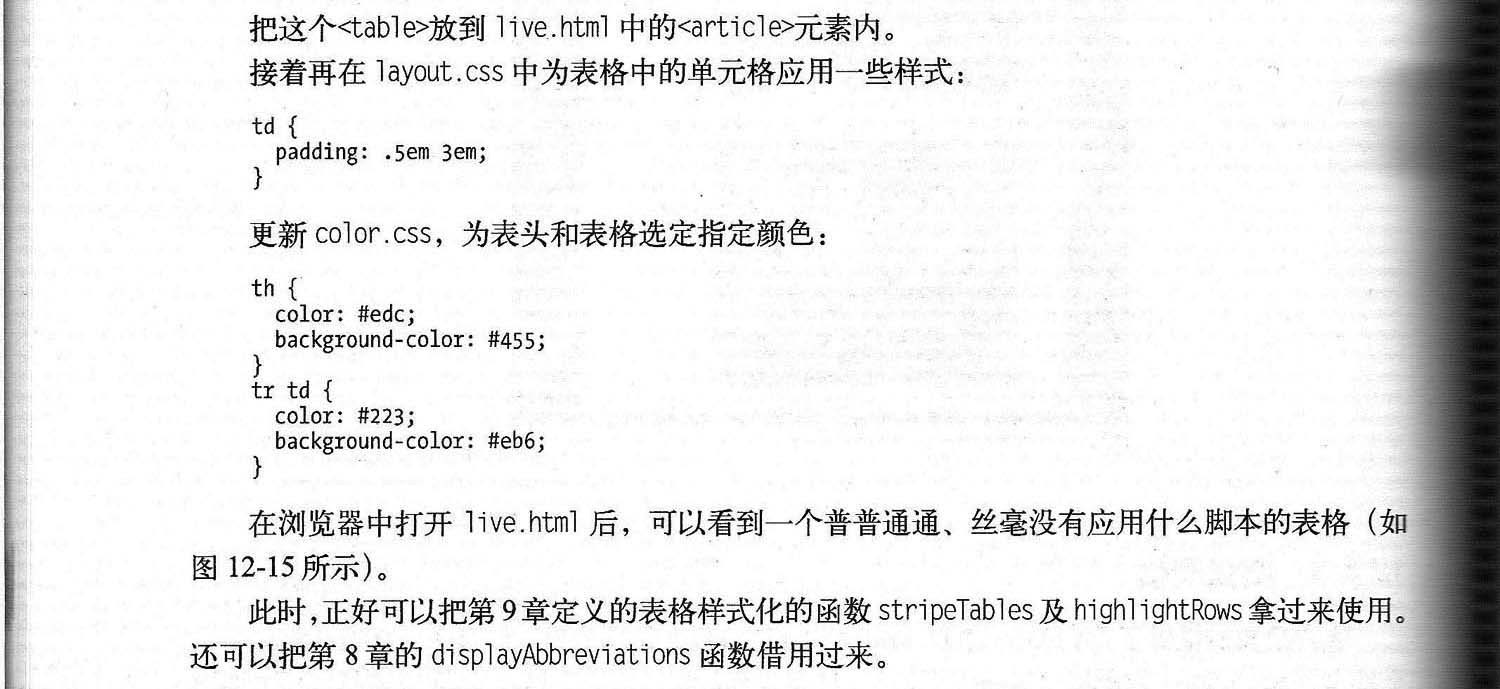 把这个<table>放到 live.html 中的<article>元素内。
接着再在 layout.css 中为表格中的单元格应用一些样式：
td {
  padding: .5em 3em;
}
更新 color.css，为表头和表格选定指定颜色：
th {
  color: #edc;
  background-color: #455;
}
tr td {
  color: #223;
  background-color: #eb6;
}
在浏览器中打开 live.html 后，可以看到一个普普通通、丝毫没有应用什么脚本的表格（如
图 12-15 所示）。
此时，正好可以把第 9 章定义的表格样式化的函数 stripeTables 及 highlightRows 拿过来使用。
还可以把第 8 章的 displayAbbreviations 函数借用过来。